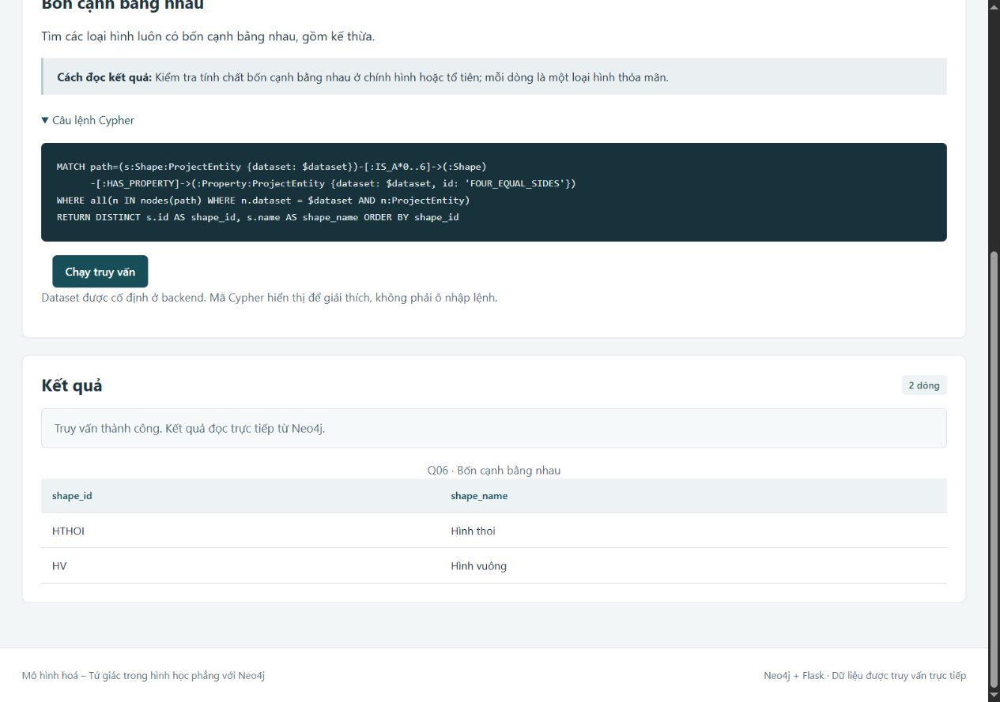 Bốn cạnh bằng nhau
Tìm các loại hình luôn có bốn cạnh bằng nhau, gồm kế thừa.
Cách đọc kết quả: Kiểm tra tính chất bốn cạnh bằng nhau ở chính hình hoặc tổ tiên; mỗi dòng là một loại hình thỏa mãn.
▼ Câu lệnh Cypher
MATCH path=(s:Shape:ProjectEntity {dataset: $dataset})-[:IS_A*0..6]->(:Shape)
      -[:HAS_PROPERTY]->(:Property:ProjectEntity {dataset: $dataset, id: 'FOUR_EQUAL_SIDES'})
WHERE all(n IN nodes(path) WHERE n.dataset = $dataset AND n:ProjectEntity)
RETURN DISTINCT s.id AS shape_id, s.name AS shape_name ORDER BY shape_id
Chạy truy vấn
Dataset được cố định ở backend. Mã Cypher hiển thị để giải thích, không phải ô nhập lệnh.
Kết quả
2 dòng
Truy vấn thành công. Kết quả đọc trực tiếp từ Neo4j.
Q06 · Bốn cạnh bằng nhau
shape_id shape_name
HTHOI Hình thoi
HV Hình vuông
Mô hình hoá – Tứ giác trong hình học phẳng với Neo4j
Neo4j + Flask · Dữ liệu được truy vấn trực tiếp